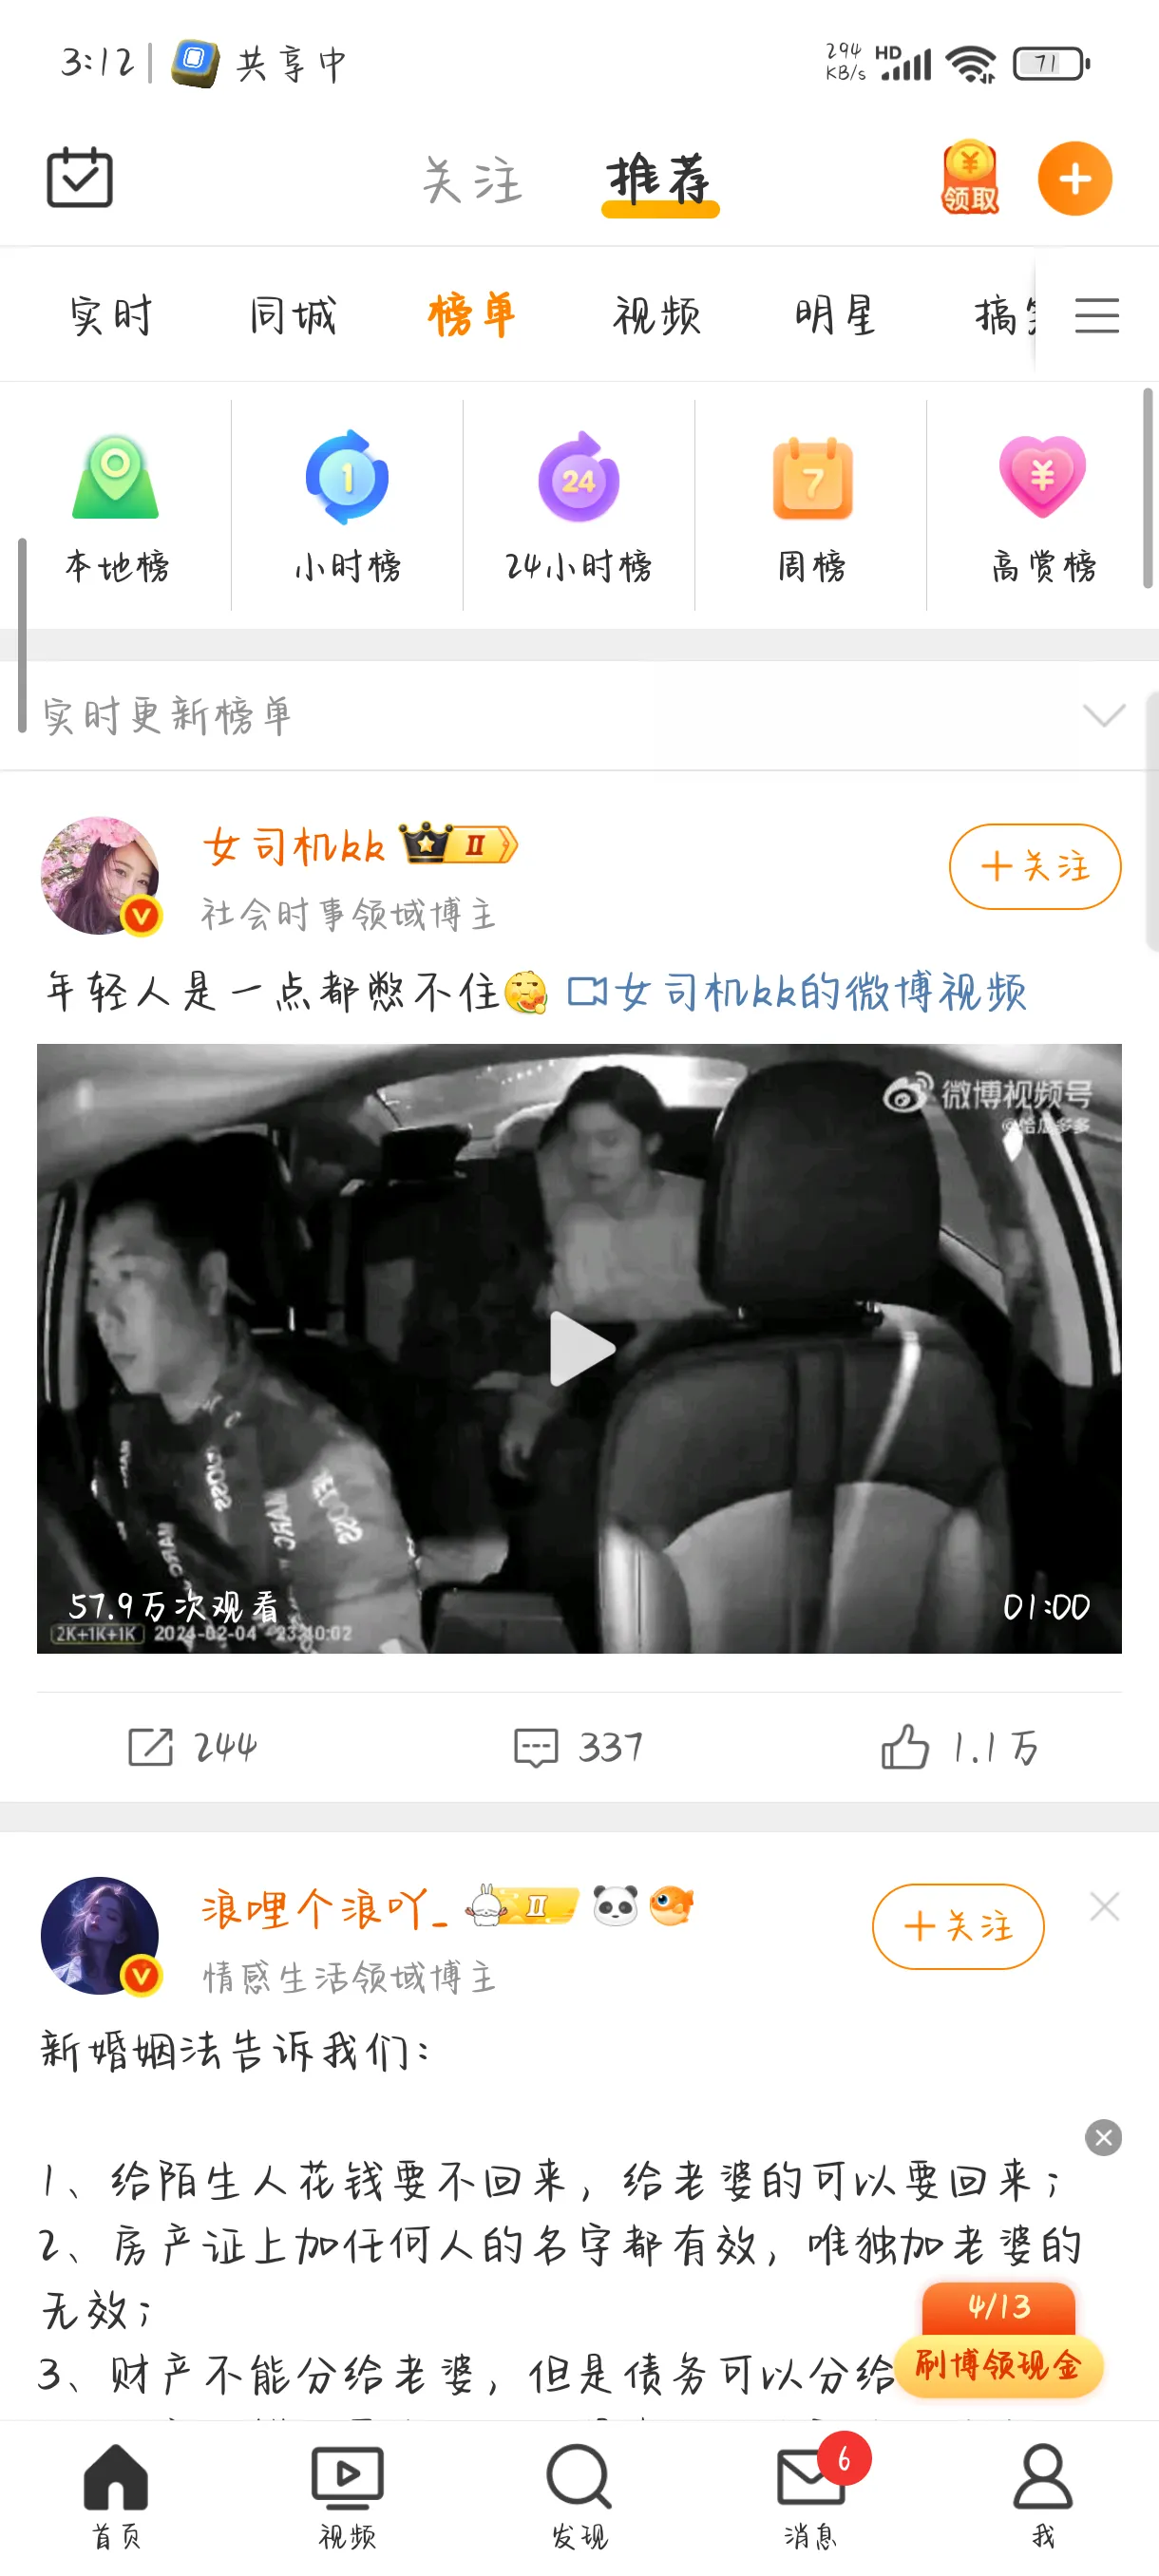 3:12 共享中 294 KB/s HD 71
关注 推荐 领取
实时 同城 榜单 视频 明星
1 24 7 ¥
本地榜 小时榜 24小时榜 周榜 高赏榜
实时更新榜单
女司机kk II
+关注
社会时事领域博主
年轻人是一点都憋不住 女司机kk的微博视频
微博视频号
57.9万次观看 01:00
2K+1K+1K 2024-02-04 23:10:02
244 337 1.1万
浪哩个浪吖_ II
+关注
情感生活领域博主
新婚姻法告诉我们：
1、给陌生人花钱要不回来，给老婆的可以要回来；
2、房产证上加任何人的名字都有效，唯独加老婆的
无效；
3、财产不能分给老婆，但是债务可以分给
4/13
刷博领现金
6
首页 视频 发现 消息 我